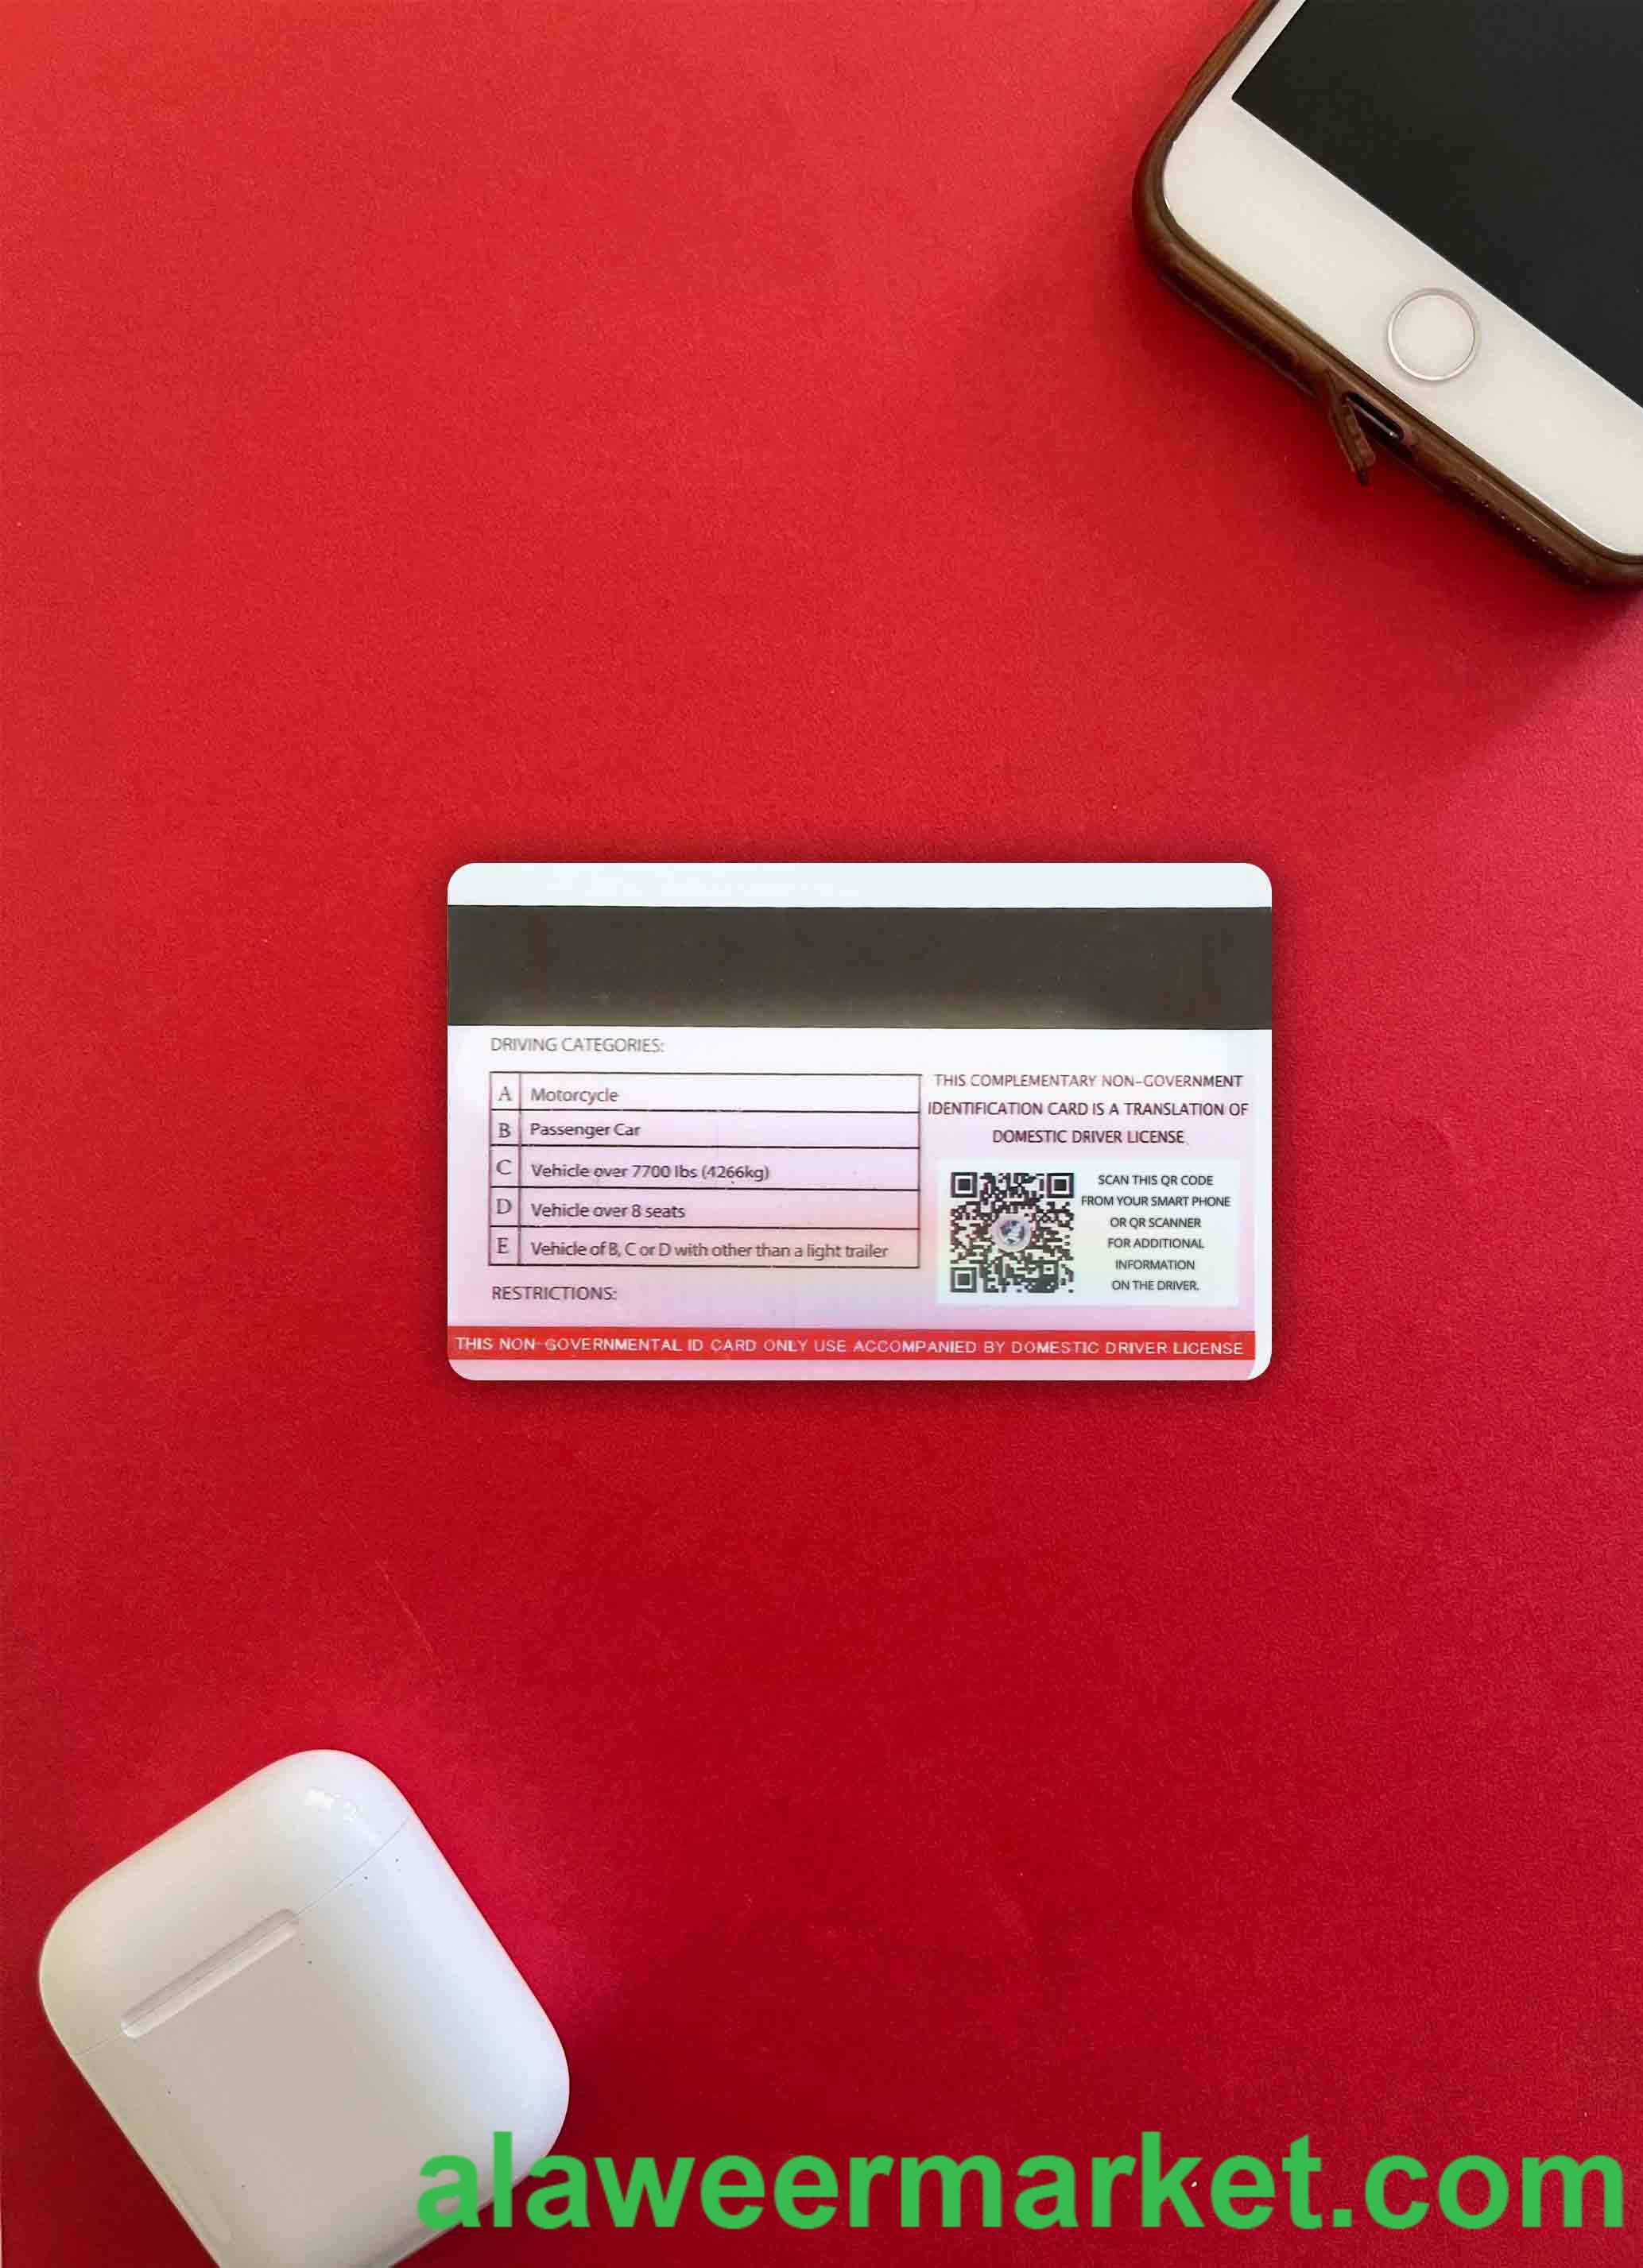 DRIVING CATEGORIES:
A Motorcycle
B Passenger Car
C Vehicle over 7700 lbs (4266kg)
D Vehicle over 8 seats
E Vehicle of B, C or D with other than a light trailer
RESTRICTIONS:
THIS COMPLEMENTARY NON-GOVERNMENT
IDENTIFICATION CARD IS A TRANSLATION OF
DOMESTIC DRIVER LICENSE
SCAN THIS QR CODE
FROM YOUR SMART PHONE
OR QR SCANNER
FOR ADDITIONAL
INFORMATION
ON THE DRIVER.
THIS NON-GOVERNMENTAL ID CARD ONLY USE ACCOMPANIED BY DOMESTIC DRIVER LICENSE
alaweermarket.com